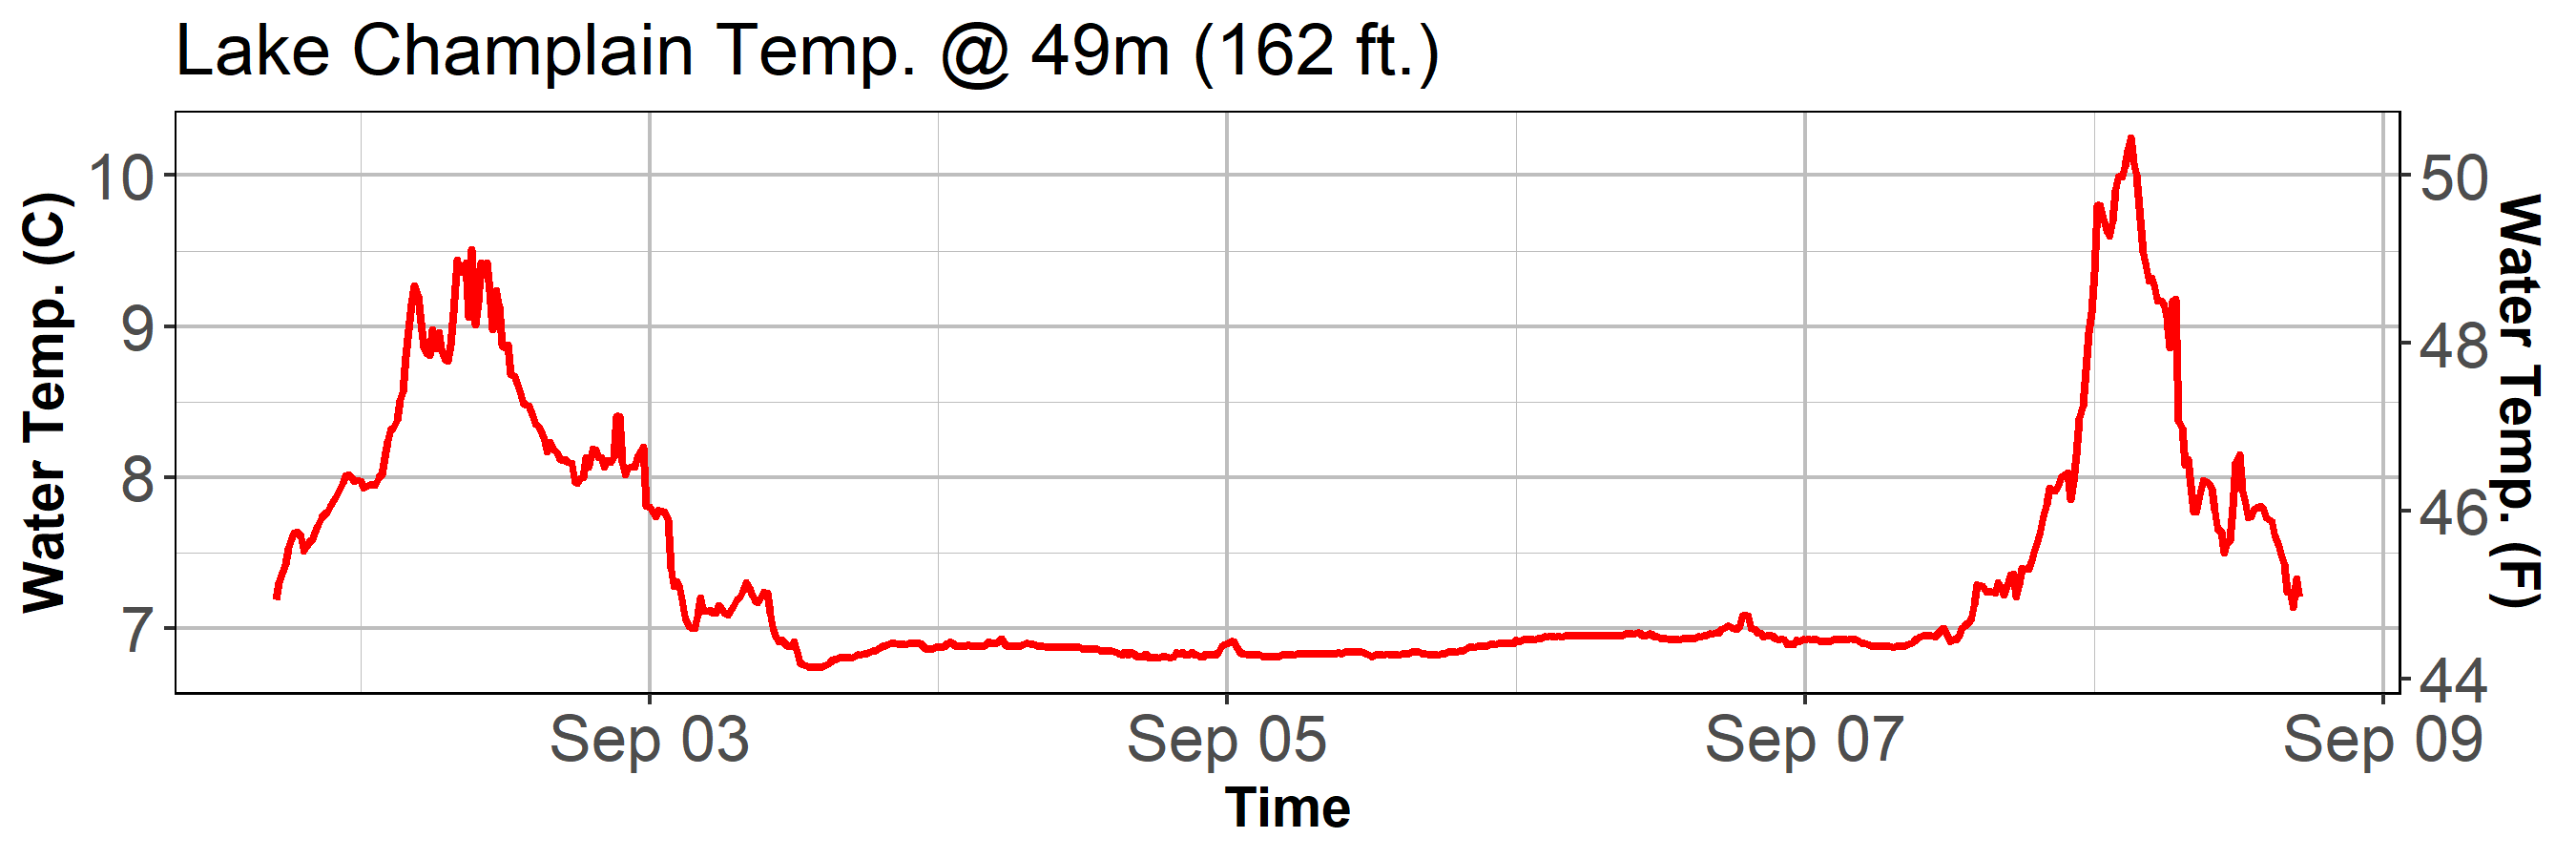 Lake Champlain Temp. @ 49m (162 ft.)
Water Temp. (C)
10
9
8
7
50
48
46
44
Water Temp. (F)
Sep 03
Sep 05
Sep 07
Sep 09
Time